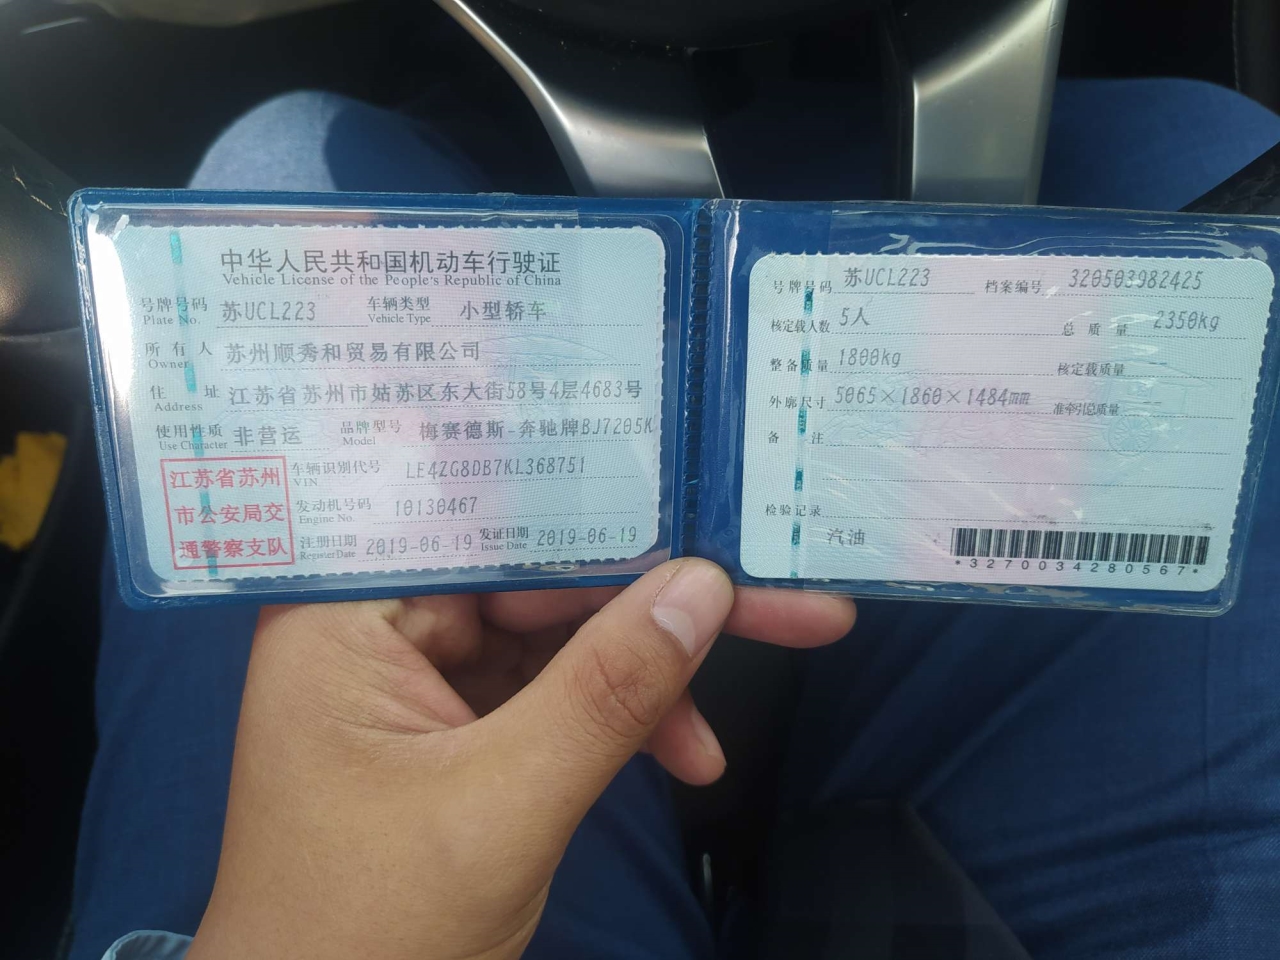 中华人民共和国机动车行驶证
Vehicle License of the People's Republic of China
号牌号码 苏UCL223 车辆类型 小型轿车
Plate No. Vehicle Type
所有人 苏州顺秀和贸易有限公司
Owner
住址 江苏省苏州市姑苏区东大街58号4层4683号
Address
使用性质 非营运 品牌型号 梅赛德斯-奔驰牌BJ7205K
Use Character Model
江苏省苏州
市公安局交
通警察支队
车辆识别代号 LE4ZG8DB7KL368751
VIN
发动机号码 10130467
Engine No.
注册日期 2019-06-19 发证日期 2019-06-19
Register Date Issue Date
号牌号码 苏UCL223 档案编号 320503982425
核定载人数 5人 总质量 2350kg
整备质量 1800kg 核定载质量
外廓尺寸 5065×1860×1484mm 准牵引总质量
备注
检验记录
汽油
*3270034280567*